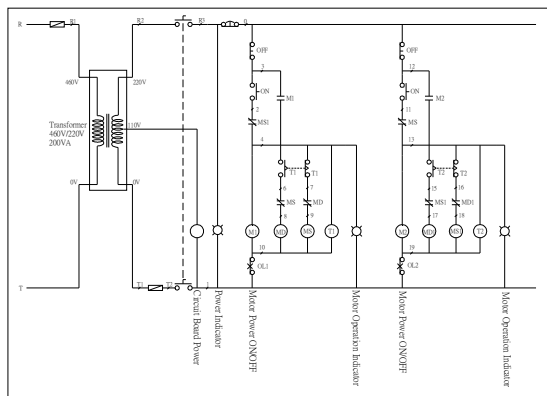 R
R1
R2
R3
0
OFF
OFF
3
12
460V
220V
ON
M1
ON
M2
2
11
MS1
MS
Transformer
460V/220V
200VA
110V
4
13
T1
T1
T2
T2
6
7
15
16
MS
MD
MS1
MD1
8
9
17
18
0V
0V
M1
MD
MS
T1
M2
MD1
MS1
T2
10
19
OL1
OL2
T
T1
T2
1
Circuit Board Power
Power Indicator
Motor Power ON/OFF
Motor Operation Indicator
Motor Power ON/OFF
Motor Operation Indicator